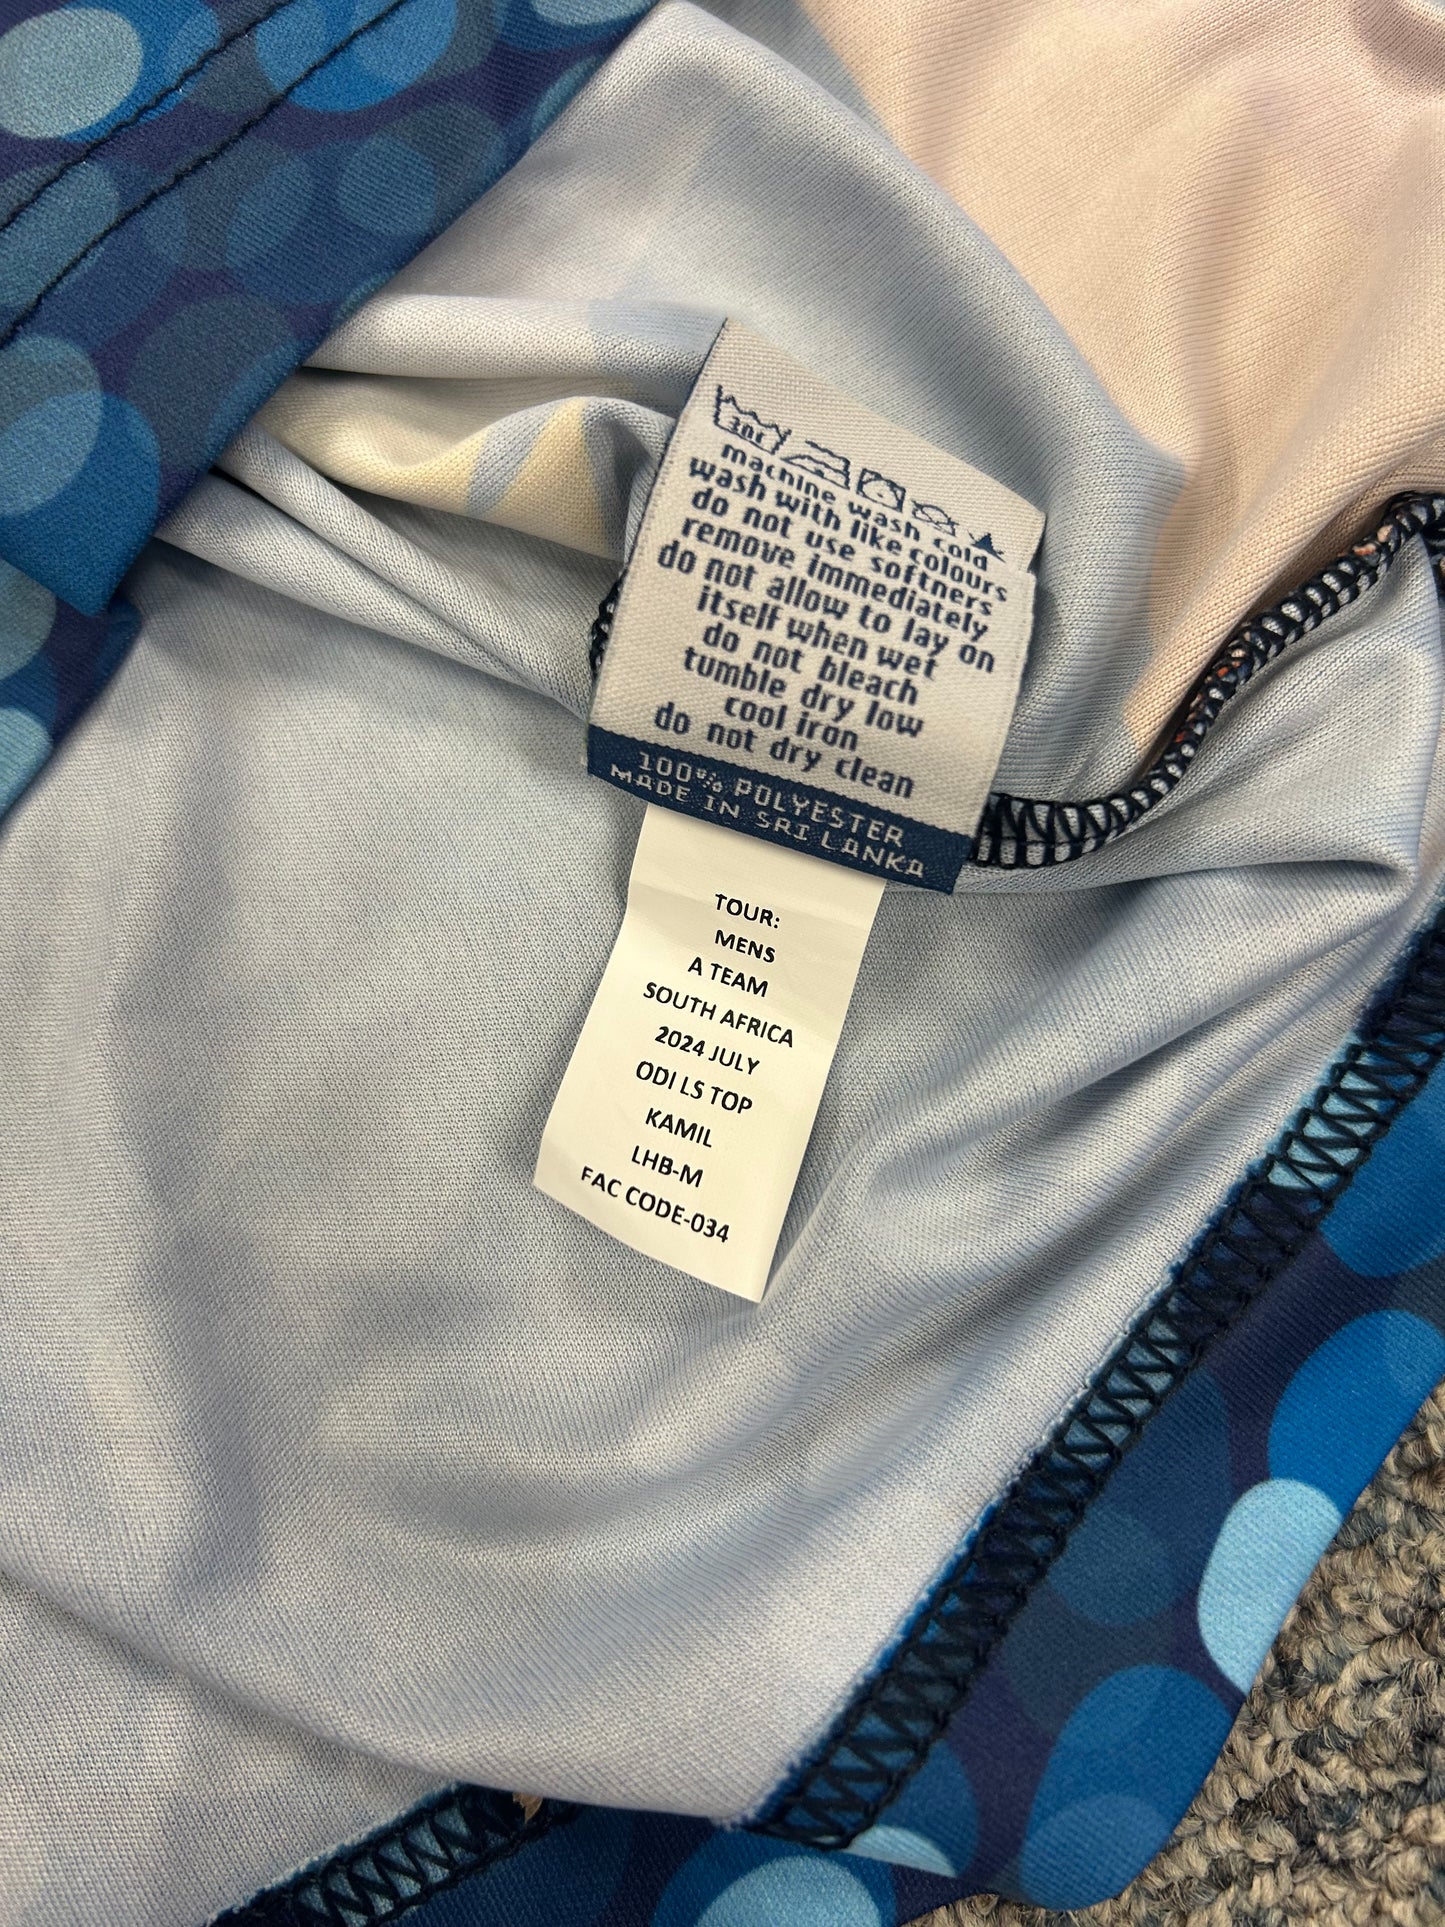 machine wash cold
wash with like colours
do not use softners
remove immediately
do not allow to lay on
itself when wet
do not bleach
tumble dry low
cool iron
do not dry clean
100% POLYESTER
MADE IN SRI LANKA
TOUR:
MENS
A TEAM
SOUTH AFRICA
2024 JULY
ODI LS TOP
KAMIL
LHB-M
FAC CODE-034